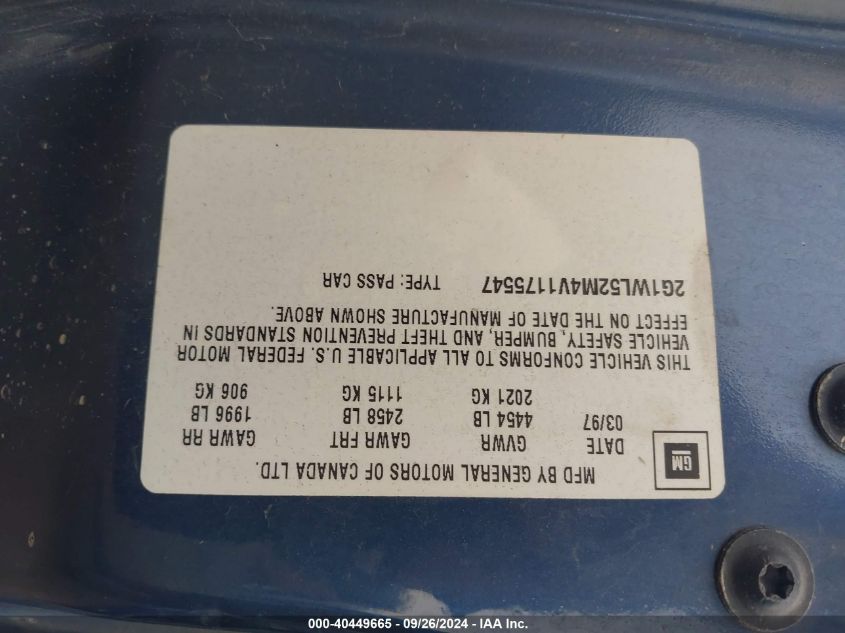 MFD BY GENERAL MOTORS OF CANADA LTD.
GM
DATE GVWR GAWR FRT GAWR RR
03/97 4454 LB 2458 LB 1996 LB
2021 KG 1115 KG 906 KG
THIS VEHICLE CONFORMS TO ALL APPLICABLE U.S. FEDERAL MOTOR
VEHICLE SAFETY, BUMPER, AND THEFT PREVENTION STANDARDS IN
EFFECT ON THE DATE OF MANUFACTURE SHOWN ABOVE.
2G1WL52M4V1175547 TYPE: PASS CAR
000-40449665 - 09/26/2024 - IAA Inc.